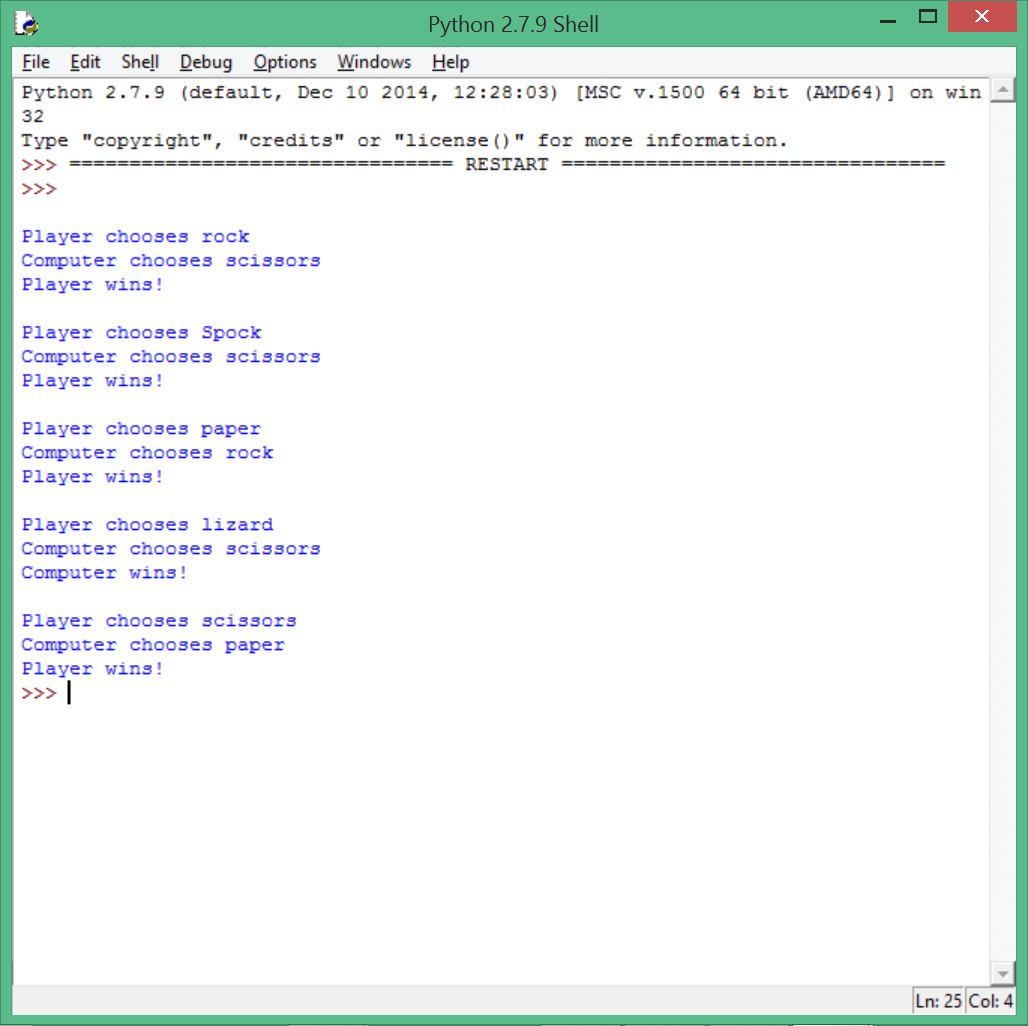 Python 2.7.9 Shell
File Edit Shell Debug Options Windows Help
Python 2.7.9 (default, Dec 10 2014, 12:28:03) [MSC v.1500 64 bit (AMD64)] on win
32
Type "copyright", "credits" or "license()" for more information.
>>> ================================ RESTART ================================
>>>
Player chooses rock
Computer chooses scissors
Player wins!
Player chooses Spock
Computer chooses scissors
Player wins!
Player chooses paper
Computer chooses rock
Player wins!
Player chooses lizard
Computer chooses scissors
Computer wins!
Player chooses scissors
Computer chooses paper
Player wins!
>>>
Ln: 25 Col: 4